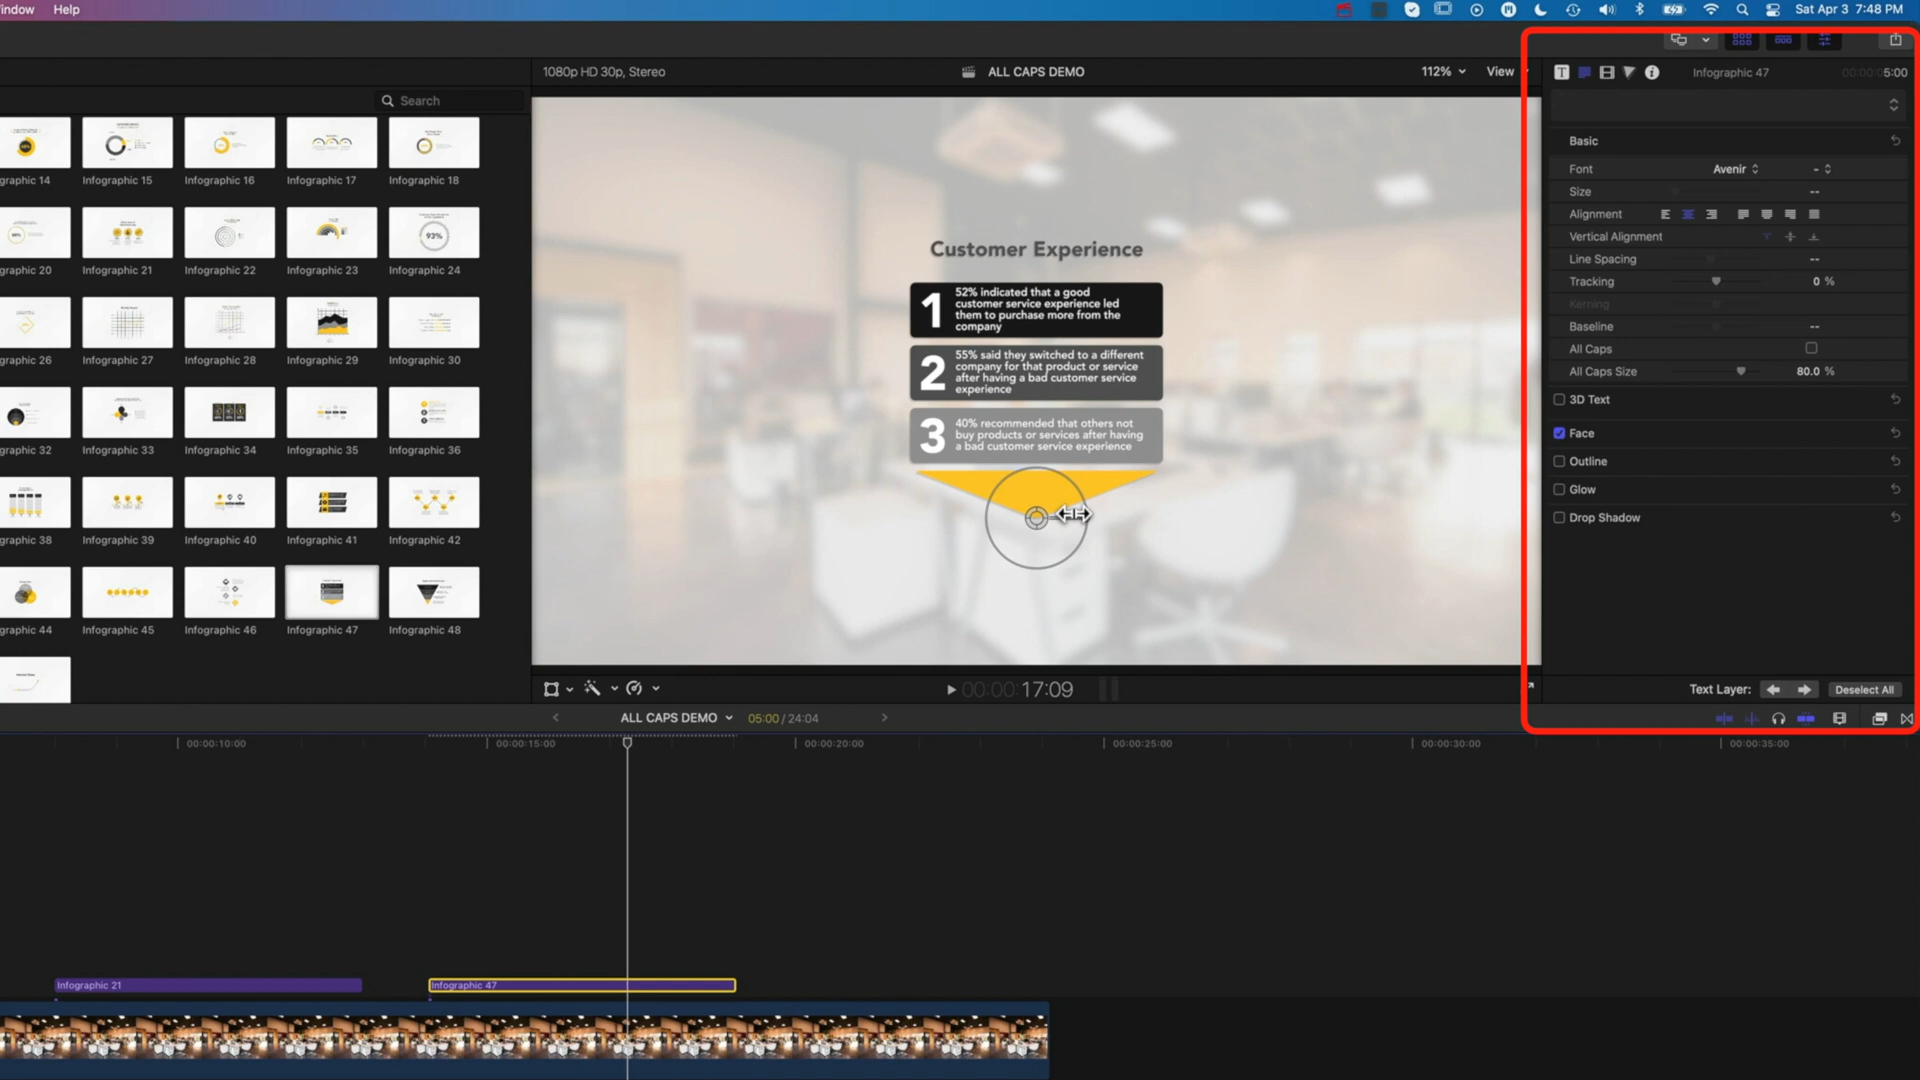 indow Help
Sat Apr 3 7:48 PM
1080p HD 30p, Stereo
ALL CAPS DEMO
112%
View
Infographic 47
00:00:05:00
Search
graphic 14
Infographic 15
Infographic 16
Infographic 17
Infographic 18
graphic 20
Infographic 21
Infographic 22
Infographic 23
93%
Infographic 24
graphic 26
Infographic 27
Infographic 28
Infographic 29
Infographic 30
graphic 32
Infographic 33
Infographic 34
Infographic 35
Infographic 36
graphic 38
Infographic 39
Infographic 40
Infographic 41
Infographic 42
graphic 44
Infographic 45
Infographic 46
Infographic 47
Infographic 48
Customer Experience
1
52% indicated that a good
customer service experience led
them to purchase more from the
company
2
55% said they switched to a different
company for that product or service
after having a bad customer service
experience
3
40% recommended that others not
buy products or services after having
a bad customer service experience
Basic
Font Avenir -
Size --
Alignment
Vertical Alignment
Line Spacing --
Tracking 0 %
Kerning
Baseline --
All Caps
All Caps Size 80.0 %
3D Text
Face
Outline
Glow
Drop Shadow
00:00:17:09
Text Layer: Deselect All
ALL CAPS DEMO 05:00 / 24:04
00:00:10:00
00:00:15:00
00:00:20:00
00:00:25:00
00:00:30:00
00:00:35:00
Infographic 21
Infographic 47